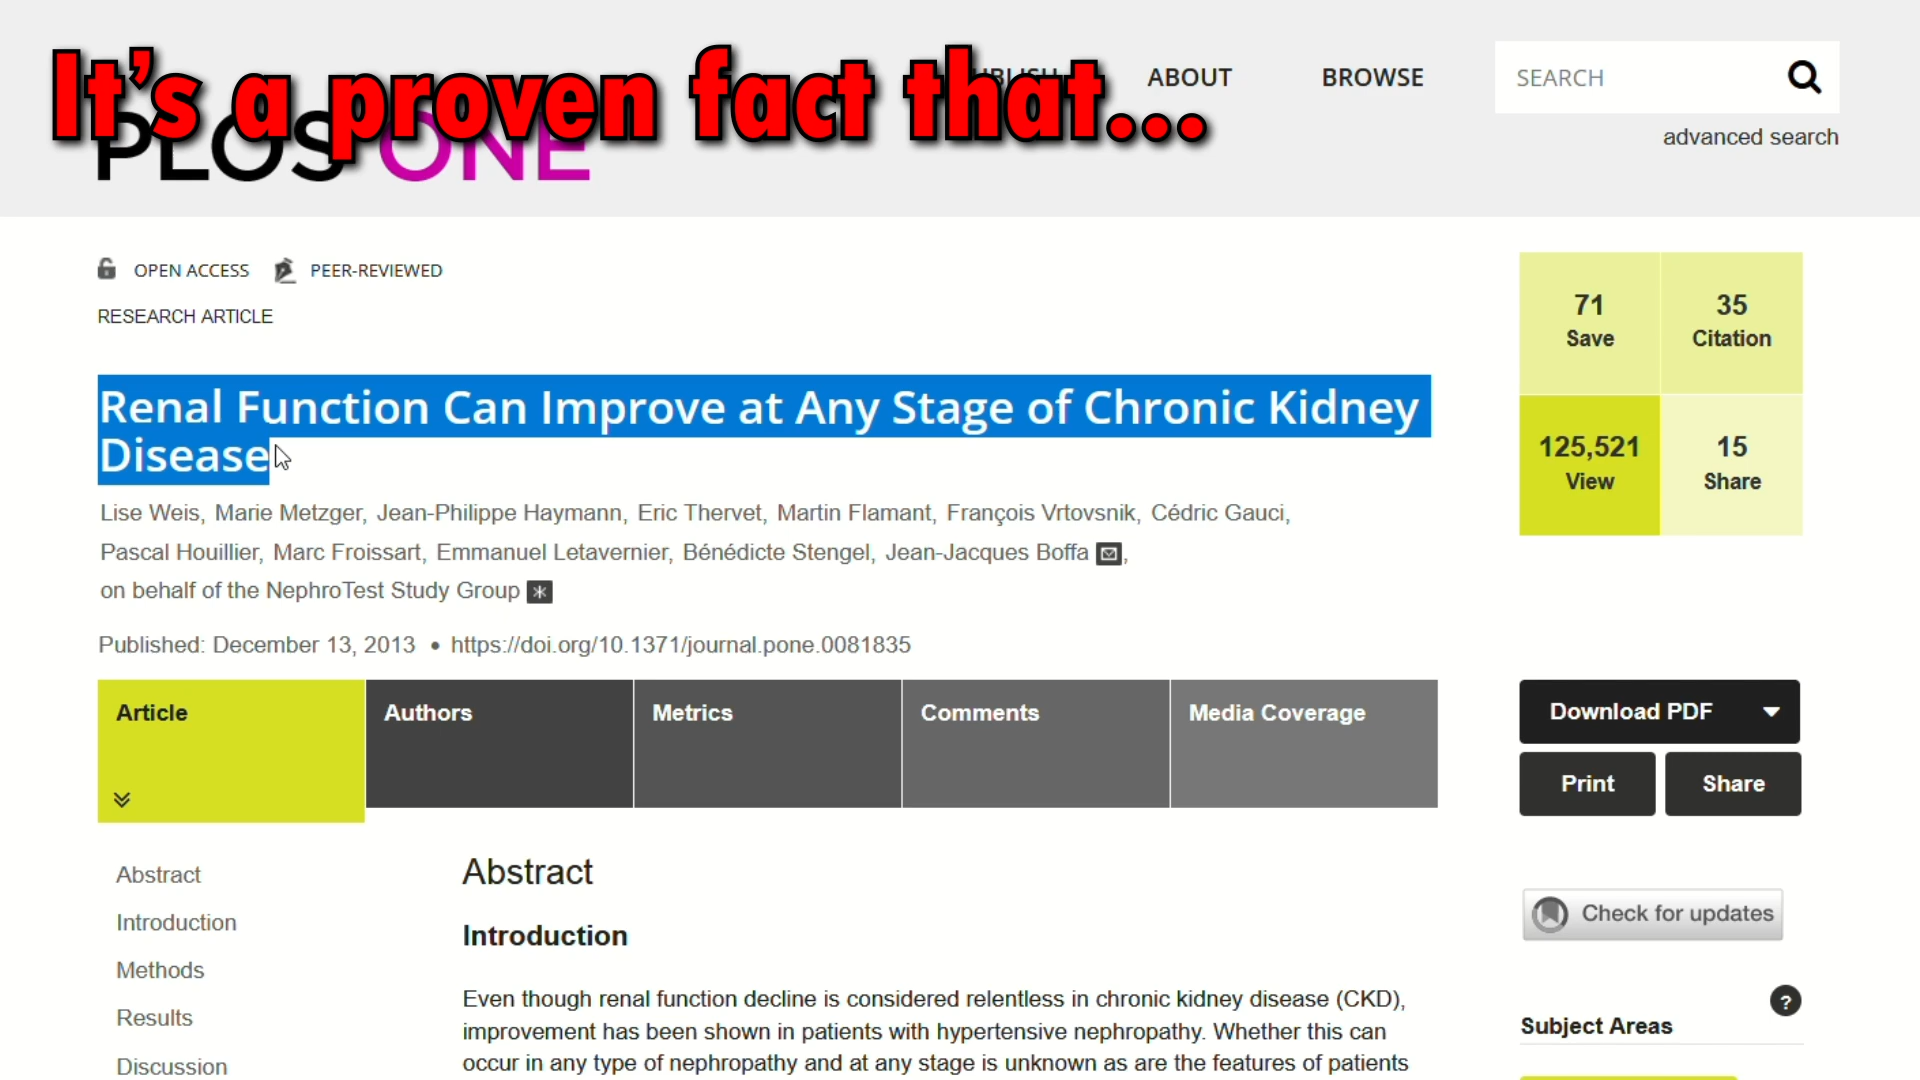 It's a proven fact that...
PLOS ONE
ABOUT
BROWSE
SEARCH
advanced search
OPEN ACCESS
PEER-REVIEWED
RESEARCH ARTICLE
71
Save
35
Citation
125,521
View
15
Share
Renal Function Can Improve at Any Stage of Chronic Kidney
Disease
Lise Weis, Marie Metzger, Jean-Philippe Haymann, Eric Thervet, Martin Flamant, François Vrtovsnik, Cédric Gauci,
Pascal Houillier, Marc Froissart, Emmanuel Letavernier, Bénédicte Stengel, Jean-Jacques Boffa ,
on behalf of the NephroTest Study Group
Published: December 13, 2013 • https://doi.org/10.1371/journal.pone.0081835
Article
Authors
Metrics
Comments
Media Coverage
Download PDF
Print
Share
Abstract
Introduction
Methods
Results
Discussion
Abstract
Introduction
Even though renal function decline is considered relentless in chronic kidney disease (CKD),
improvement has been shown in patients with hypertensive nephropathy. Whether this can
occur in any type of nephropathy and at any stage is unknown as are the features of patients
Check for updates
?
Subject Areas